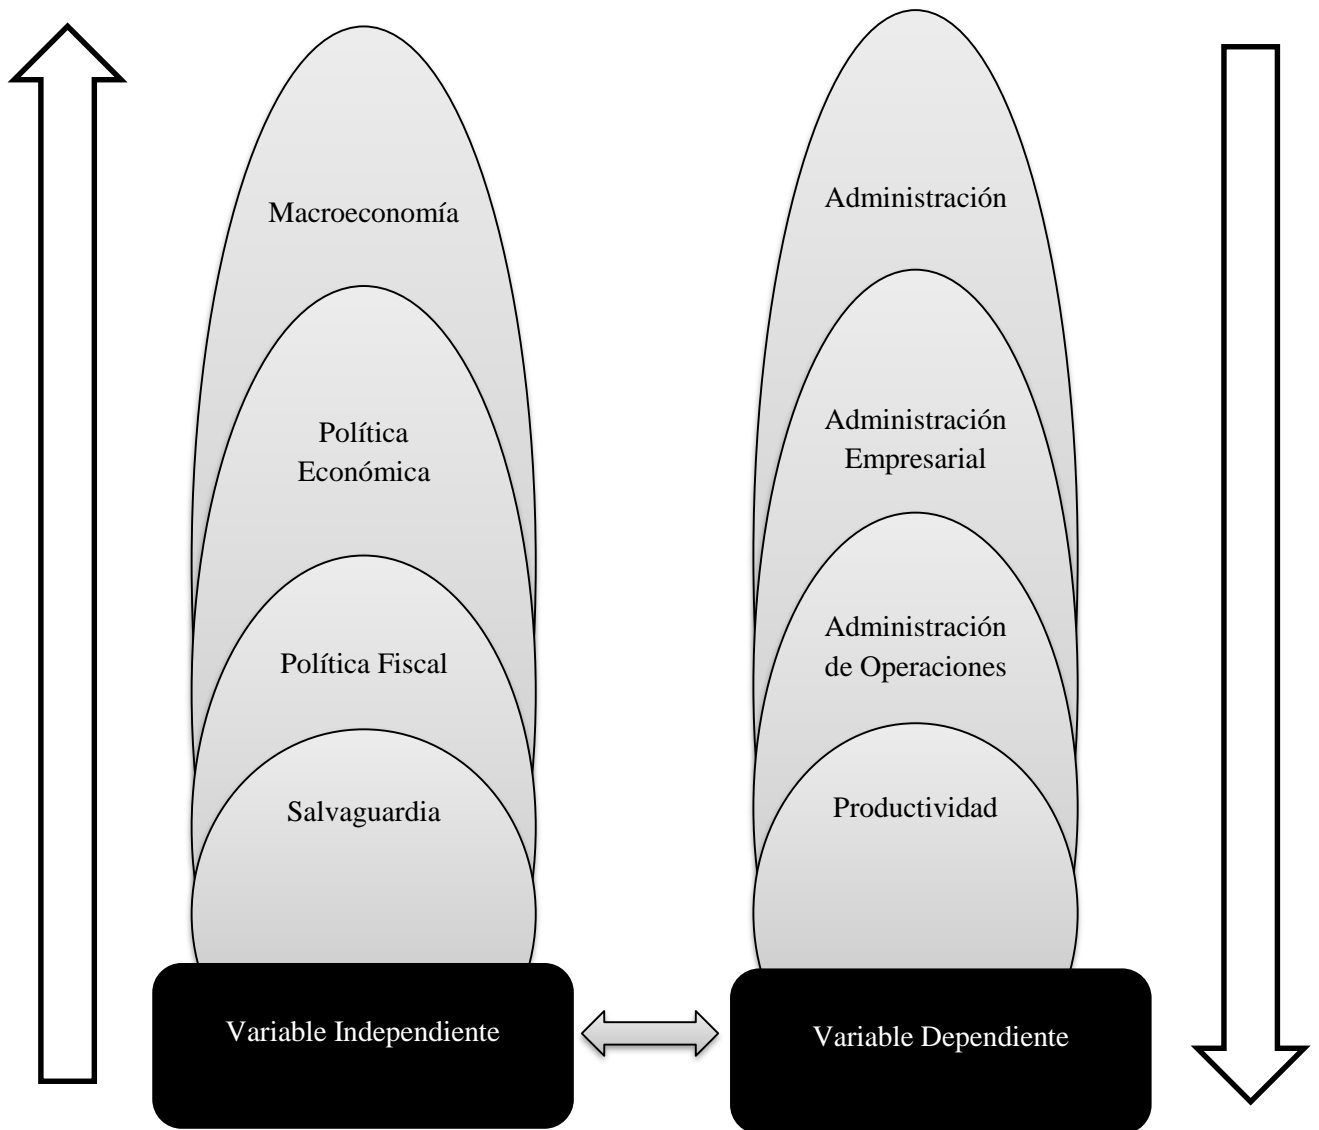 Macroeconomía
Política
Económica
Política Fiscal
Salvaguardia
Variable Independiente
Administración
Administración
Empresarial
Administración
de Operaciones
Productividad
Variable Dependiente